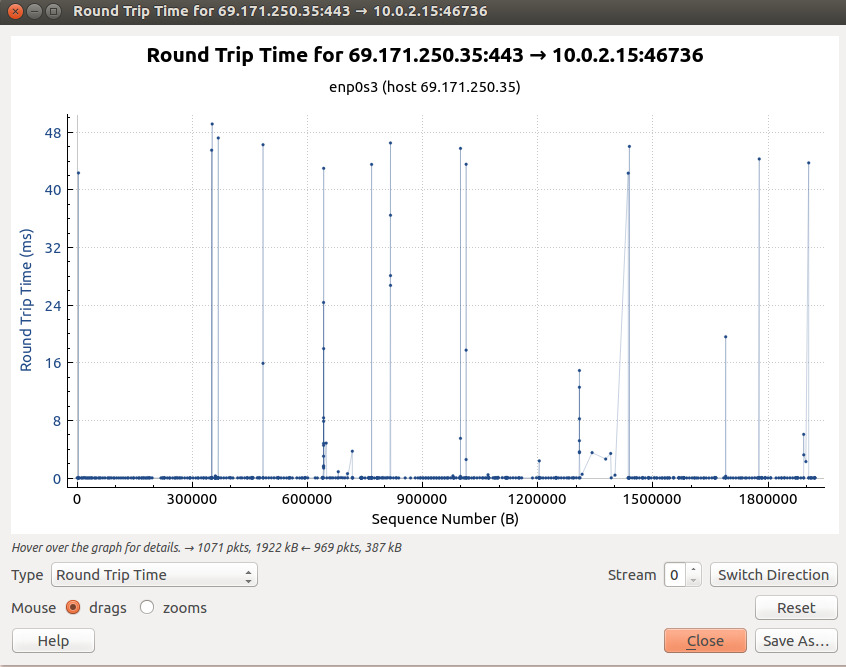 Round Trip Time for 69.171.250.35:443 → 10.0.2.15:46736
Round Trip Time for 69.171.250.35:443 → 10.0.2.15:46736
enp0s3 (host 69.171.250.35)
Round Trip Time (ms)
48
40
32
24
16
8
0
0 300000 600000 900000 1200000 1500000 1800000
Sequence Number (B)
Hover over the graph for details. → 1071 pkts, 1922 kB ← 969 pkts, 387 kB
Type Round Trip Time Stream 0 Switch Direction
Mouse drags zooms Reset
Help Close Save As...